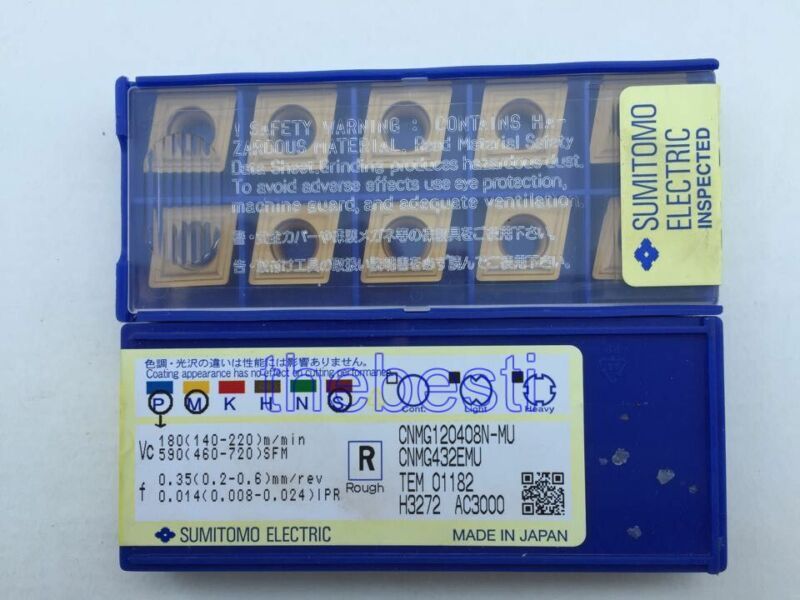 SAFETY WARNING : CONTAINS HA-
ZARDOUS MATERIAL. Read Material Safety
Data Sheet.Grinding produces hazardous dust.
To avoid adverse effects use eye protection,
machine guard, and adequate ventilation.
SUMITOMO
ELECTRIC
INSPECTED
色調・光沢の違いは性能には影響ありません。
Coating appearance has no effect on cutting performance.
tinebesti
P M K H N S
Cont. Light Heavy
Vc 180(140-220)m/min
590(460-720)SFM
f 0.35(0.2-0.6)mm/rev
0.014(0.008-0.024)IPR
R
Rough
CNMG120408N-MU
CNMG432EMU
TEM 01182
H3272 AC3000
SUMITOMO ELECTRIC
MADE IN JAPAN